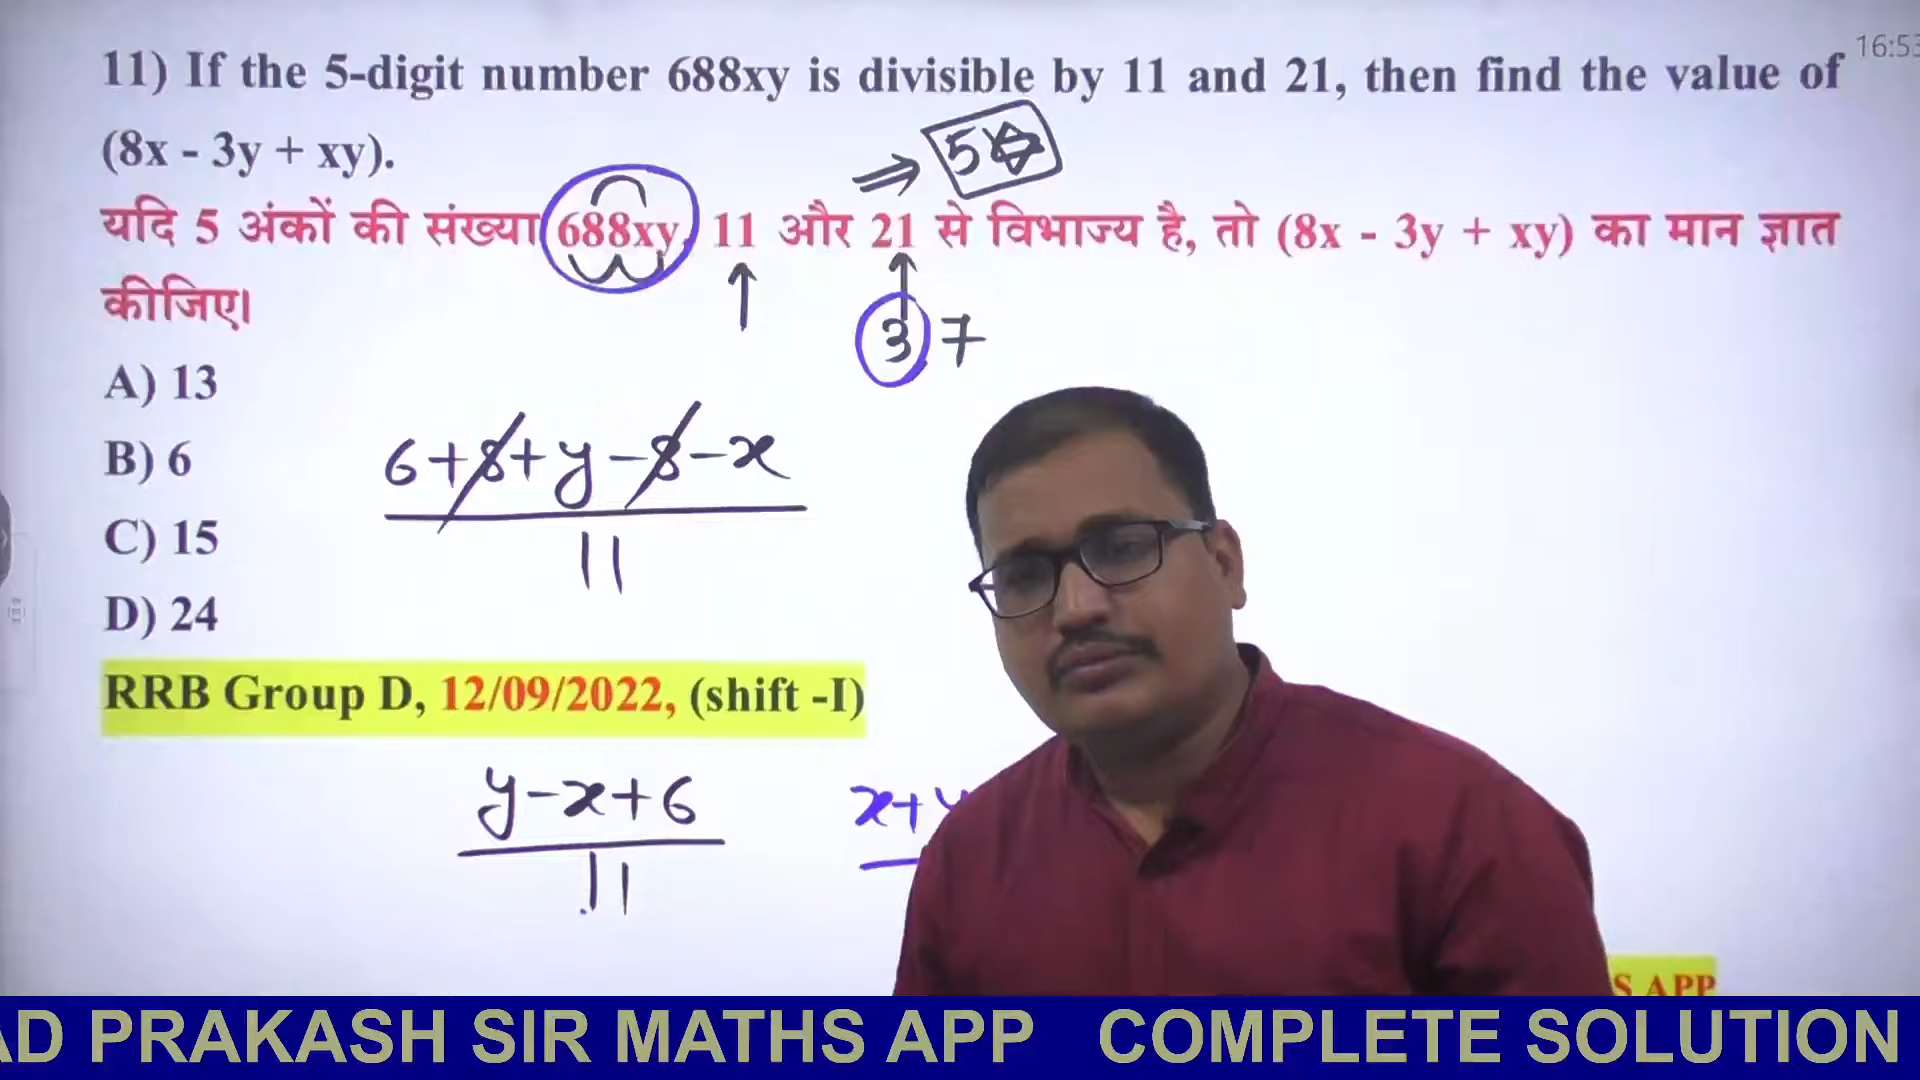 16:53
11) If the 5-digit number 688xy is divisible by 11 and 21, then find the value of
(8x - 3y + xy).
⇒ 5
यदि 5 अंकों की संख्या 688xy, 11 और 21 से विभाज्य है, तो (8x - 3y + xy) का मान ज्ञात
कीजिए।
3 7
A) 13
B) 6
C) 15
D) 24
6+8+y-8-x
11
RRB Group D, 12/09/2022, (shift -I)
y-x+6
11
x+y
S APP
AD PRAKASH SIR MATHS APP COMPLETE SOLUTION